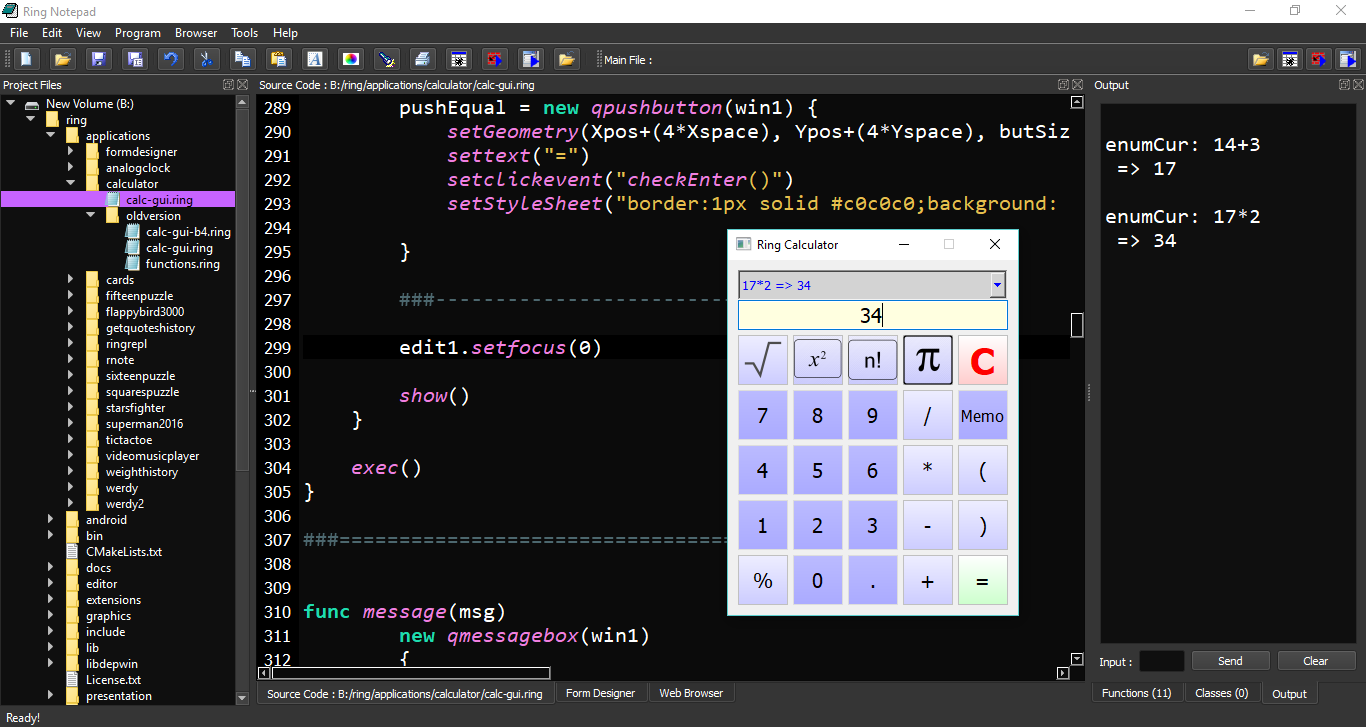 Ring Notepad
File Edit View Program Browser Tools Help
Main File :
Project Files
New Volume (B:)
ring
applications
formdesigner
analogclock
calculator
calc-gui.ring
oldversion
calc-gui-b4.ring
calc-gui.ring
functions.ring
cards
fifteenpuzzle
flappybird3000
getquoteshistory
ringrepl
rnote
sixteenpuzzle
squarespuzzle
starsfighter
superman2016
tictactoe
videomusicplayer
weighthistory
werdy
werdy2
android
bin
CMakeLists.txt
docs
editor
extensions
graphics
include
lib
libdepwin
License.txt
presentation
Source Code : B:/ring/applications/calculator/calc-gui.ring
289 pushEqual = new qpushbutton(win1) {
290 setGeometry(Xpos+(4*Xspace), Ypos+(4*Yspace), butSiz
291 settext("=")
292 setclickevent("checkEnter()")
293 setStyleSheet("border:1px solid #c0c0c0;background:
294
295 }
296
297 ###------------------------
298
299 edit1.setfocus(0)
300
301 show()
302 }
303
304 exec()
305 }
306
307 ###================================
308
309
310 func message(msg)
311 new qmessagebox(win1)
312 {
Source Code : B:/ring/applications/calculator/calc-gui.ring Form Designer Web Browser
Ring Calculator
17*2 => 34
34
√ x² n! π C
7 8 9 / Memo
4 5 6 * (
1 2 3 - )
% 0 . + =
Output
enumCur: 14+3
=> 17
enumCur: 17*2
=> 34
Input : Send Clear
Functions (11) Classes (0) Output
Ready!